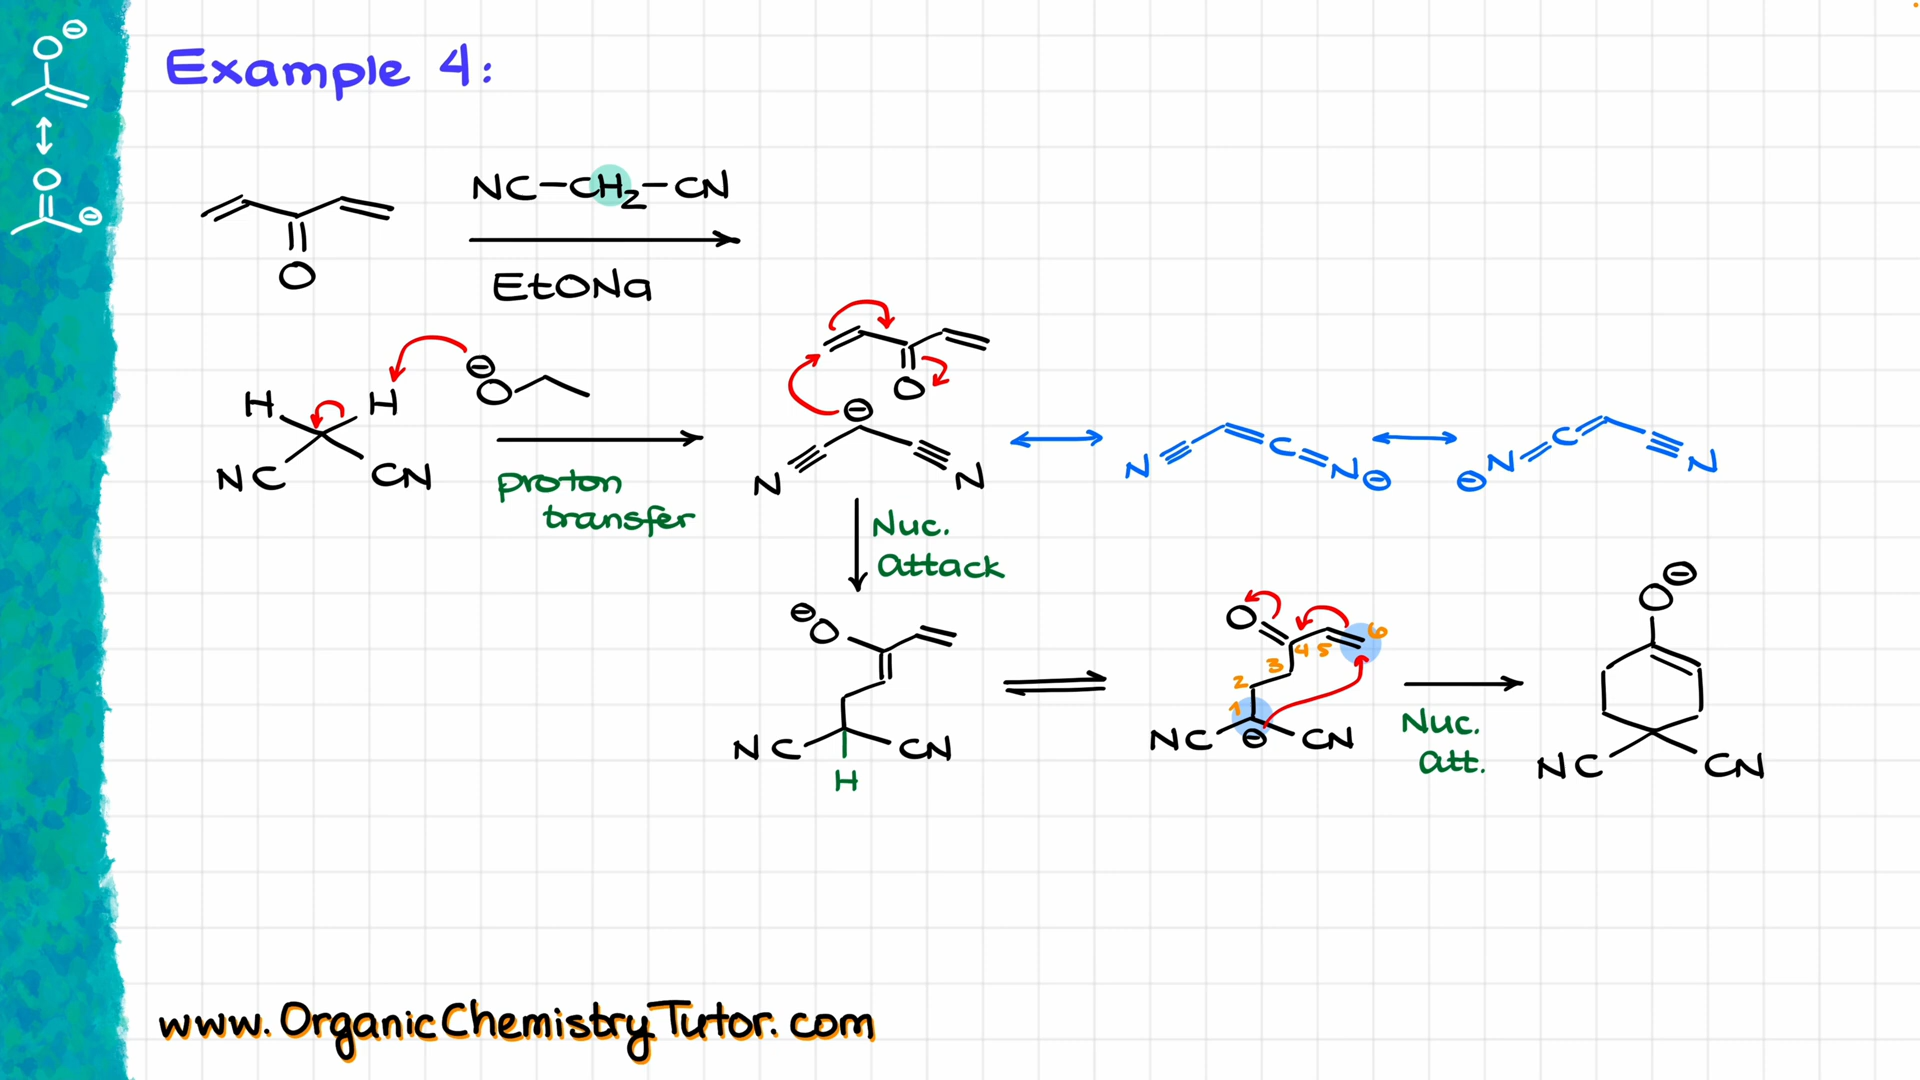 Example 4:
NC-CH2-CN
O
EtONa
O
⊖
⊖
O
H H
O
⊖
NC CN
proton
transfer
N N
N C N ⊖
⊖ N C N
Nuc.
attack
⊖
O
NC CN
H
O
1 2 3 4 5 6
NC ⊖ CN
Nuc.
att.
O ⊖
NC CN
O ⊖
O
⊖
www.OrganicChemistryTutor.com